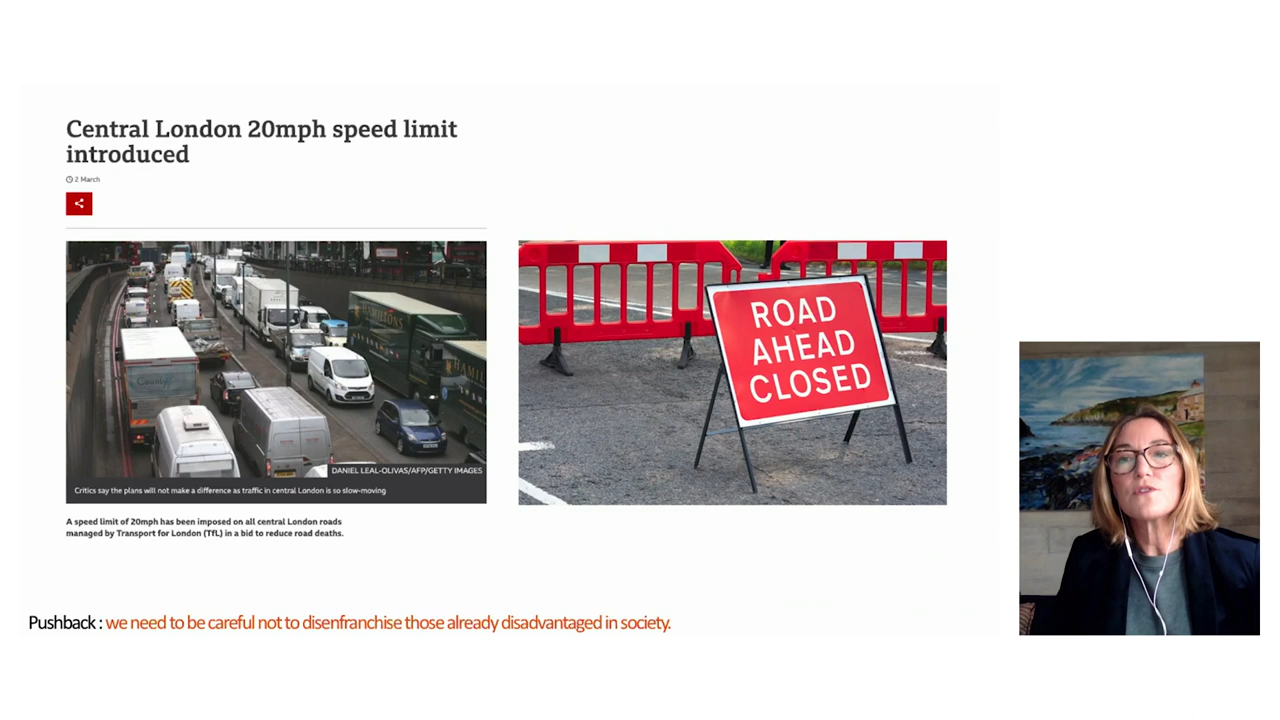 Central London 20mph speed limit
introduced
2 March
County
HAMILTONS
HAMIL
DANIEL LEAL-OLIVAS/AFP/GETTY IMAGES
Critics say the plans will not make a difference as traffic in central London is so slow-moving
A speed limit of 20mph has been imposed on all central London roads
managed by Transport for London (TfL) in a bid to reduce road deaths.
ROAD
AHEAD
CLOSED
Pushback : we need to be careful not to disenfranchise those already disadvantaged in society.